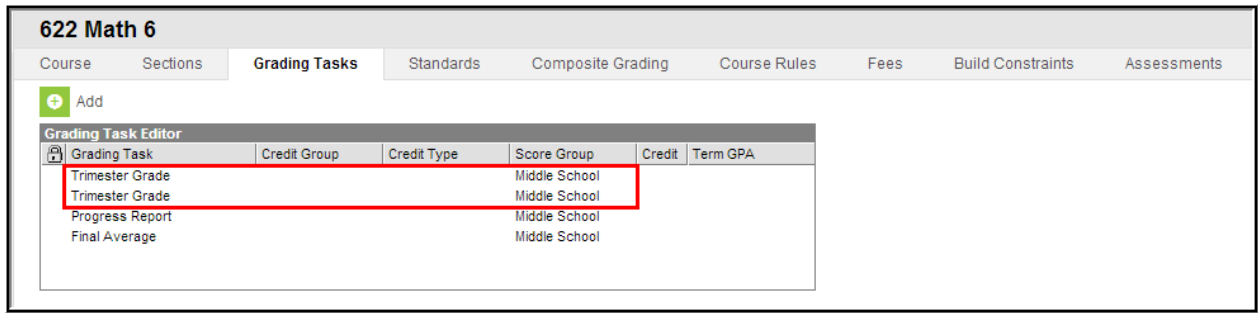 622 Math 6
Course Sections Grading Tasks Standards Composite Grading Course Rules Fees Build Constraints Assessments
Add
Grading Task Editor
Grading Task Credit Group Credit Type Score Group Credit Term GPA
Trimester Grade Middle School
Trimester Grade Middle School
Progress Report Middle School
Final Average Middle School